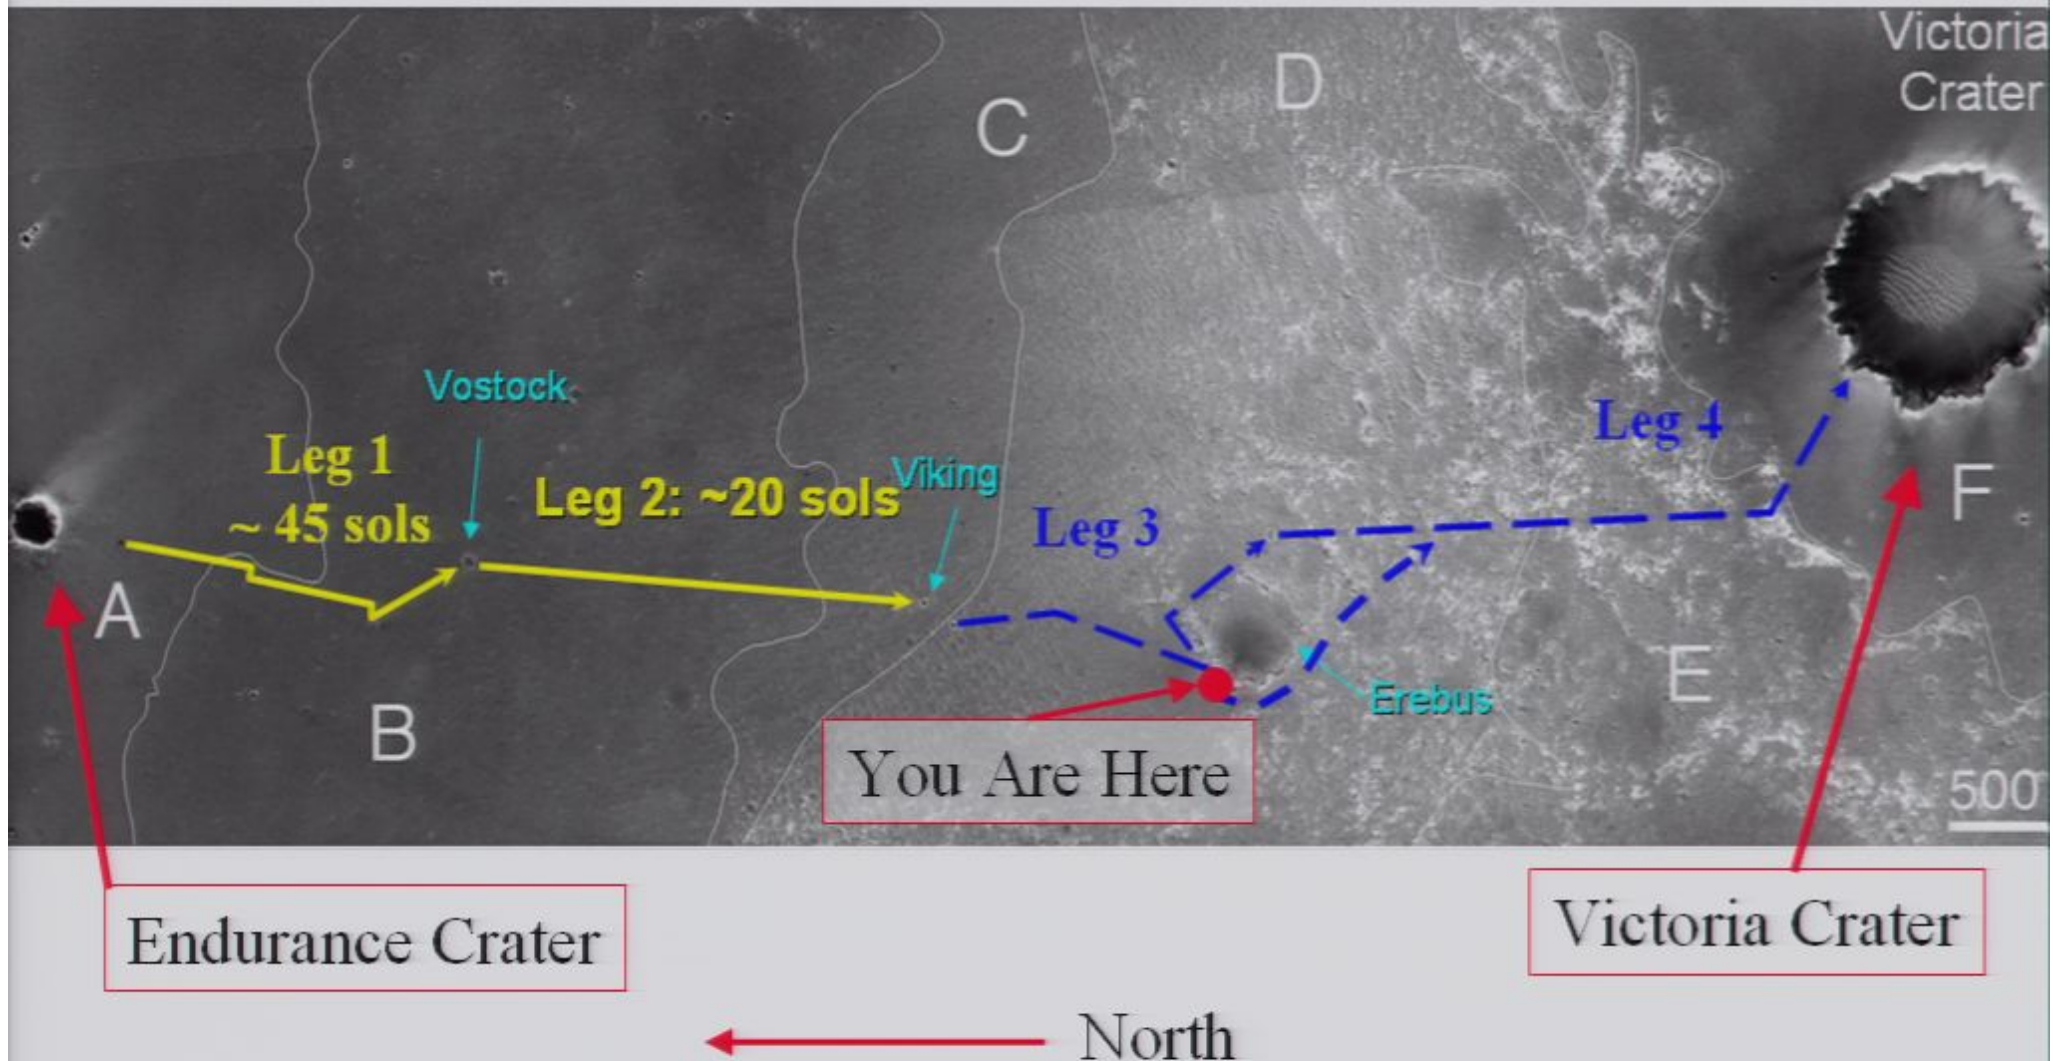 Victoria
Crater
C
D
Vostock
Leg 1
~ 45 sols
Leg 2: ~20 sols
Viking
Leg 3
Leg 4
F
A
B
E
Erebus
You Are Here
500
Endurance Crater
Victoria Crater
North